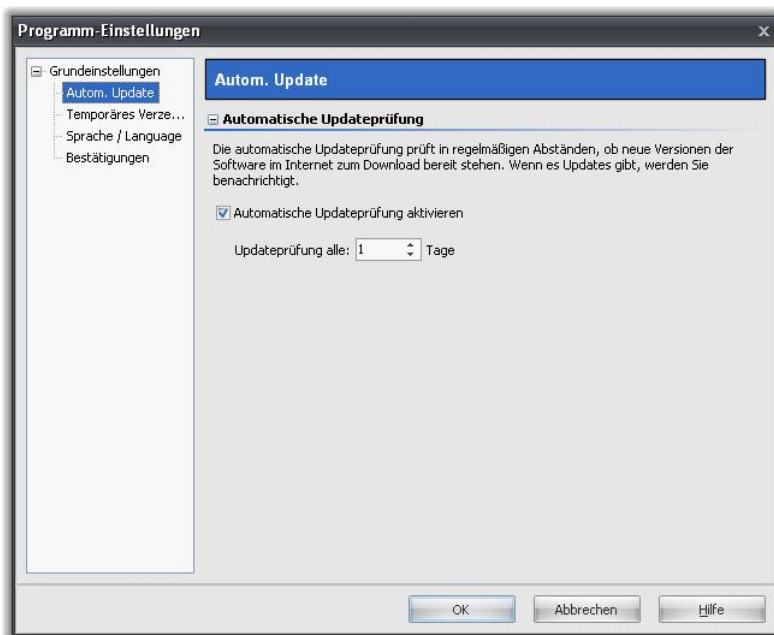 Programm-Einstellungen
Grundeinstellungen
Autom. Update
Temporäres Verze...
Sprache / Language
Bestätigungen
Autom. Update
Automatische Updateprüfung
Die automatische Updateprüfung prüft in regelmäßigen Abständen, ob neue Versionen der
Software im Internet zum Download bereit stehen. Wenn es Updates gibt, werden Sie
benachrichtigt.
Automatische Updateprüfung aktivieren
Updateprüfung alle: 1 Tage
OK
Abbrechen
Hilfe